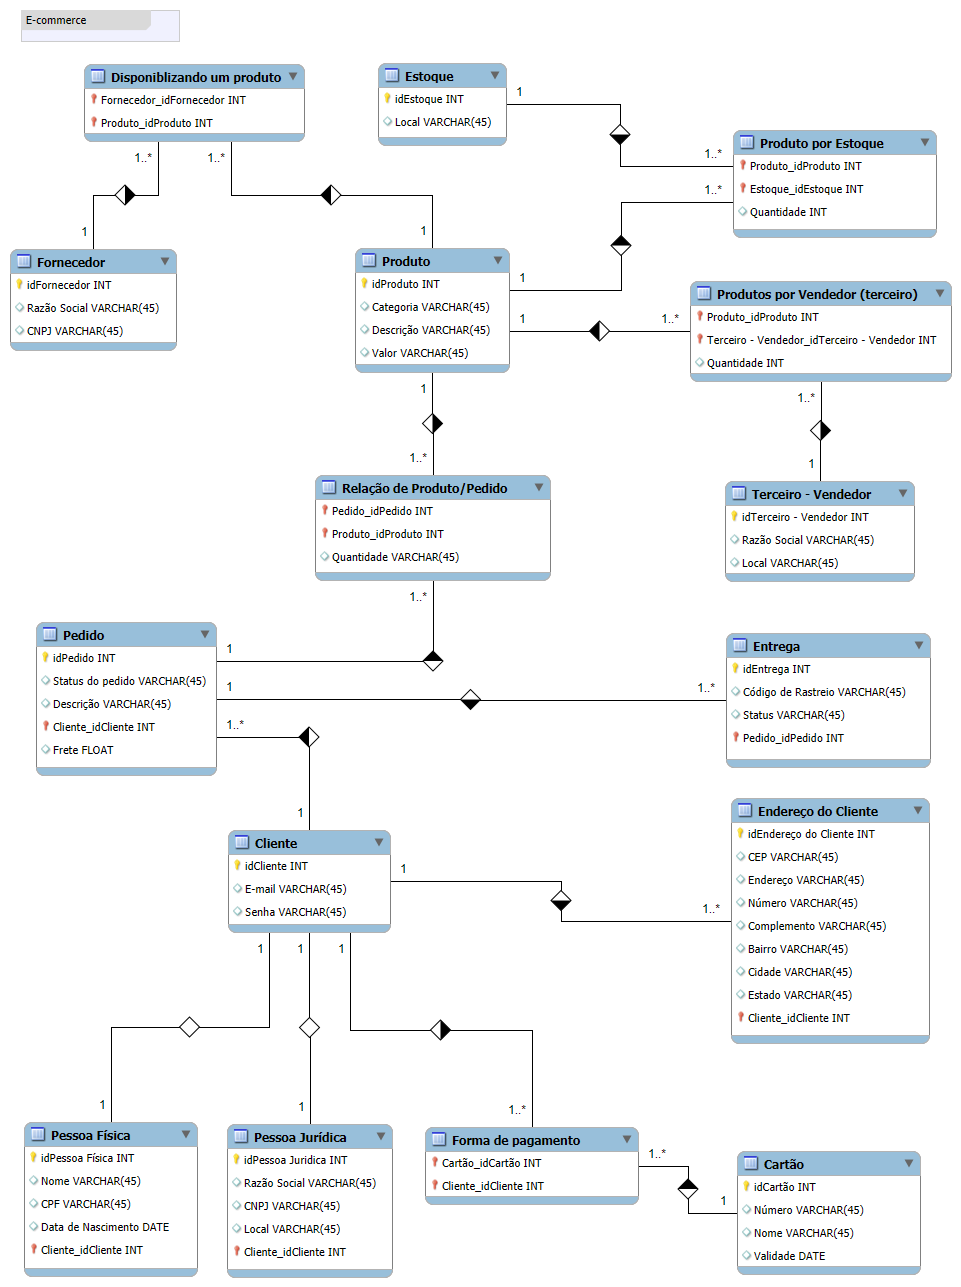 E-commerce
Disponiblizando um produto
Fornecedor_idFornecedor INT
Produto_idProduto INT
1..*
1..*
Estoque
idEstoque INT
Local VARCHAR(45)
1
1..*
Produto por Estoque
Produto_idProduto INT
Estoque_idEstoque INT
Quantidade INT
1..*
1
Fornecedor
idFornecedor INT
Razão Social VARCHAR(45)
CNPJ VARCHAR(45)
1
Produto
idProduto INT
Categoria VARCHAR(45)
Descrição VARCHAR(45)
Valor VARCHAR(45)
1
1
1..*
Produtos por Vendedor (terceiro)
Produto_idProduto INT
Terceiro - Vendedor_idTerceiro - Vendedor INT
Quantidade INT
1..*
1
1
1..*
Terceiro - Vendedor
idTerceiro - Vendedor INT
Razão Social VARCHAR(45)
Local VARCHAR(45)
Relação de Produto/Pedido
Pedido_idPedido INT
Produto_idProduto INT
Quantidade VARCHAR(45)
1..*
Pedido
idPedido INT
Status do pedido VARCHAR(45)
Descrição VARCHAR(45)
Cliente_idCliente INT
Frete FLOAT
1
1
1..*
1..*
Entrega
idEntrega INT
Código de Rastreio VARCHAR(45)
Status VARCHAR(45)
Pedido_idPedido INT
1
Cliente
idCliente INT
E-mail VARCHAR(45)
Senha VARCHAR(45)
1
1..*
Endereço do Cliente
idEndereço do Cliente INT
CEP VARCHAR(45)
Endereço VARCHAR(45)
Número VARCHAR(45)
Complemento VARCHAR(45)
Bairro VARCHAR(45)
Cidade VARCHAR(45)
Estado VARCHAR(45)
Cliente_idCliente INT
1
1
1
1
1
1..*
Pessoa Física
idPessoa Física INT
Nome VARCHAR(45)
CPF VARCHAR(45)
Data de Nascimento DATE
Cliente_idCliente INT
Pessoa Jurídica
idPessoa Juridica INT
Razão Social VARCHAR(45)
CNPJ VARCHAR(45)
Local VARCHAR(45)
Cliente_idCliente INT
Forma de pagamento
Cartão_idCartão INT
Cliente_idCliente INT
1..*
1
Cartão
idCartão INT
Número VARCHAR(45)
Nome VARCHAR(45)
Validade DATE